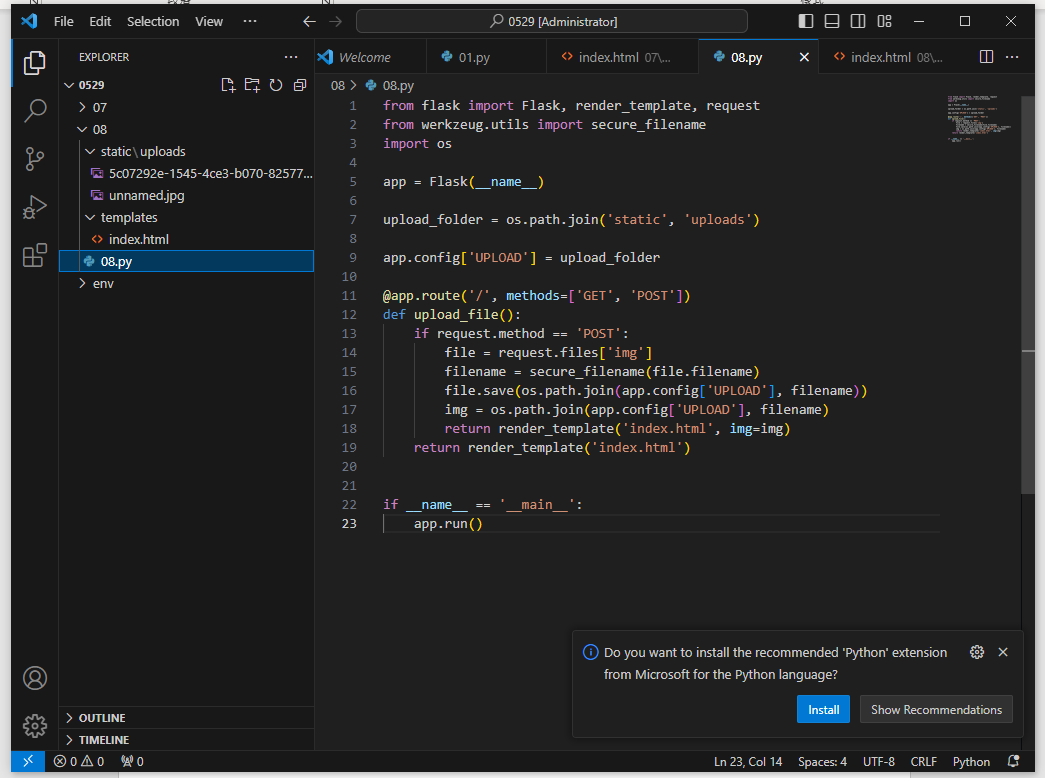 File Edit Selection View ··· 0529 [Administrator]
EXPLORER ···
Welcome 01.py index.html 07\... 08.py index.html 08\... ···
0529
07
08
static\uploads
5c07292e-1545-4ce3-b070-82577...
unnamed.jpg
templates
index.html
08.py
env
OUTLINE
TIMELINE
08 > 08.py
1 from flask import Flask, render_template, request
2 from werkzeug.utils import secure_filename
3 import os
4
5 app = Flask(__name__)
6
7 upload_folder = os.path.join('static', 'uploads')
8
9 app.config['UPLOAD'] = upload_folder
10
11 @app.route('/', methods=['GET', 'POST'])
12 def upload_file():
13 if request.method == 'POST':
14 file = request.files['img']
15 filename = secure_filename(file.filename)
16 file.save(os.path.join(app.config['UPLOAD'], filename))
17 img = os.path.join(app.config['UPLOAD'], filename)
18 return render_template('index.html', img=img)
19 return render_template('index.html')
20
21
22 if __name__ == '__main__':
23 app.run()
Do you want to install the recommended 'Python' extension
from Microsoft for the Python language?
Install Show Recommendations
0 0 0 Ln 23, Col 14 Spaces: 4 UTF-8 CRLF Python